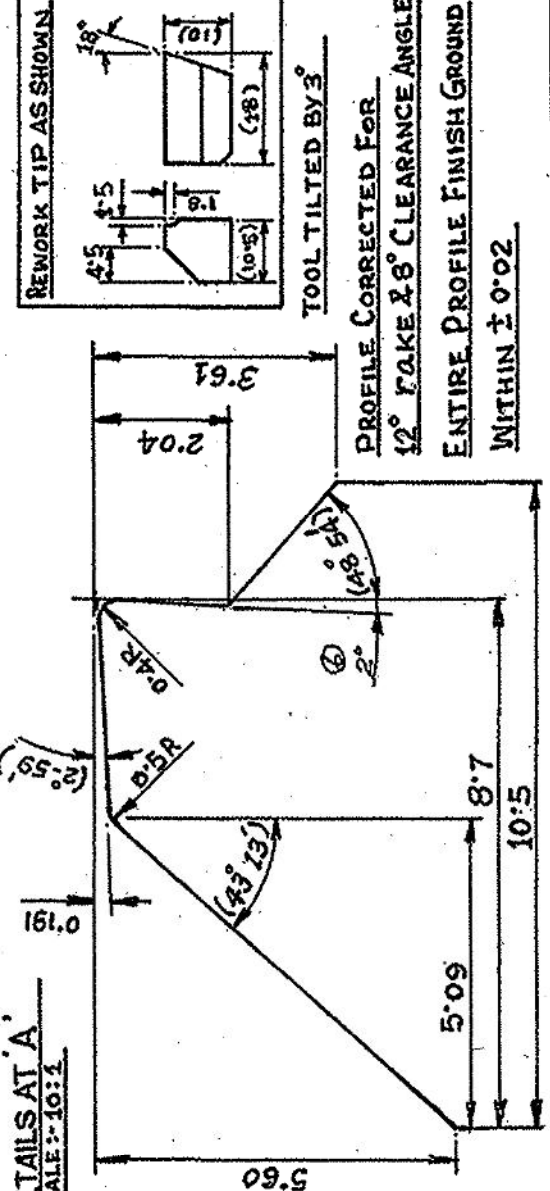 TAILS AT 'A'
ALE:-10:1
5.60
0.191
(2°-59')
0.5R
0.4R
(43° 13')
5.09
8.7
10.5
⑥
2°
(48° 54')
2.04
3.61
REWORK TIP AS SHOWN
4.5
4.5
1.8
(10.5)
18°
(10)
(18)
TOOL TILTED BY 3°
PROFILE CORRECTED FOR
12° rAKE & 8° CLEARANCE ANGLE
ENTIRE PROFILE FINISH GROUND
WITHIN ± 0.02